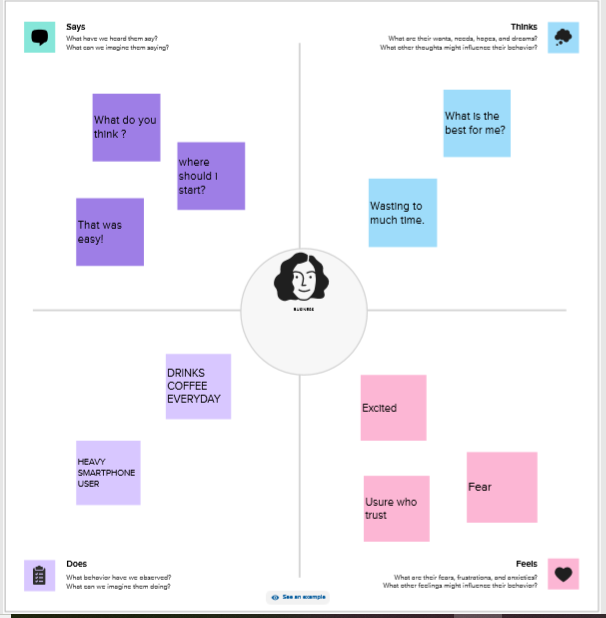 Says
What have we heard them say?
What can we imagine them saying?
Thinks
What are their wants, needs, hopes, and dreams?
What other thoughts might influence their behavior?
What do you
think ?
where
should I
start?
That was
easy!
What is the
best for me?
Wasting to
much time.
BUSINESS
DRINKS
COFFEE
EVERYDAY
HEAVY
SMARTPHONE
USER
Excited
Fear
Usure who
trust
Does
What behavior have we observed?
What can we imagine them doing?
Feels
What are their fears, frustrations, and anxieties?
What other feelings might influence their behavior?
See an example